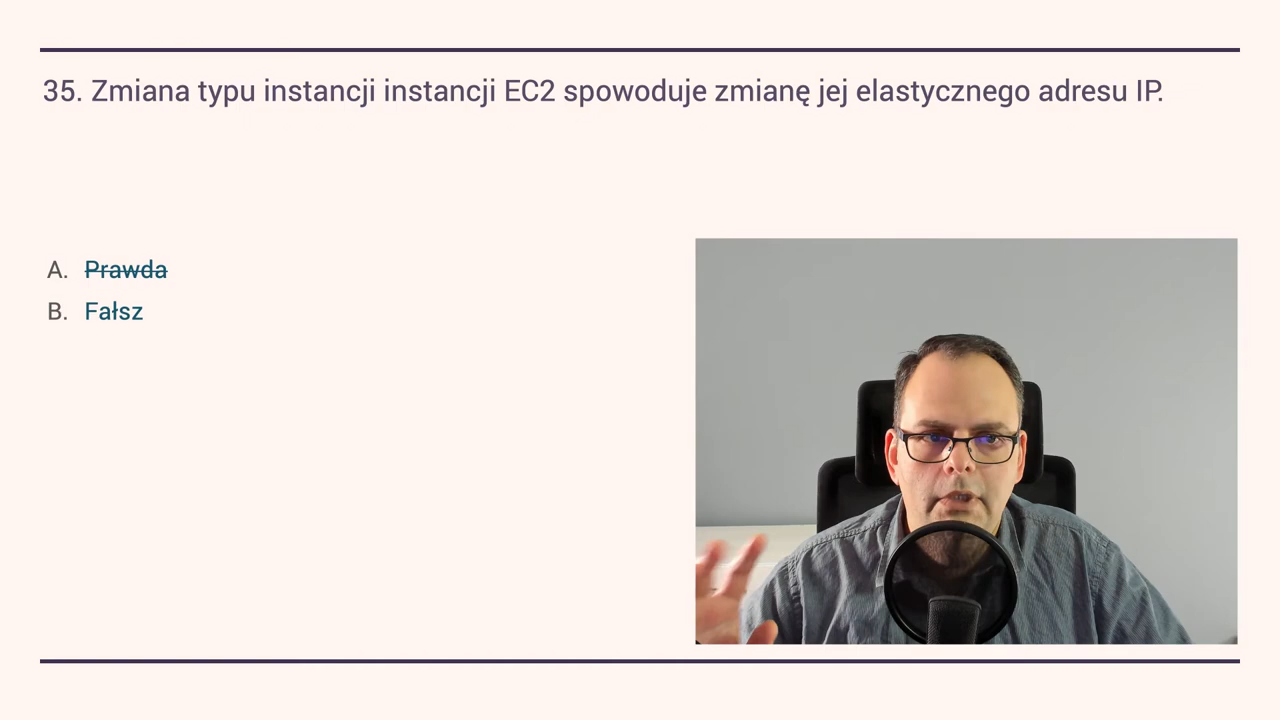 35. Zmiana typu instancji instancji EC2 spowoduje zmianę jej elastycznego adresu IP.
A. Prawda
B. Fałsz